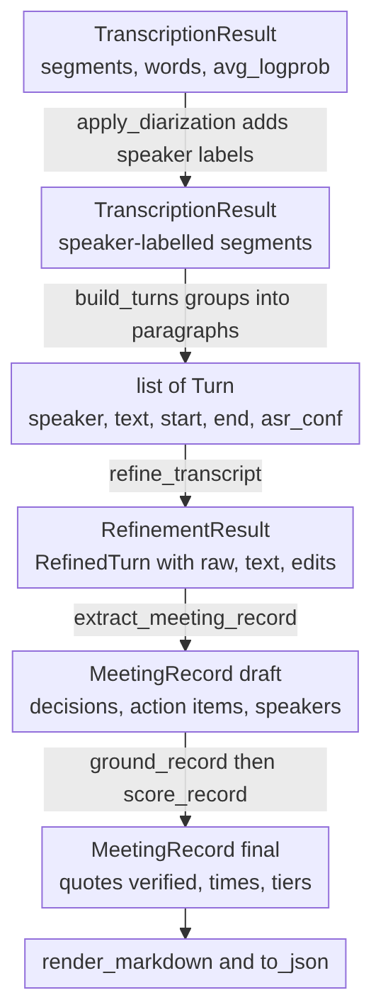 TranscriptionResult
segments, words, avg_logprob
apply_diarization adds
speaker labels
TranscriptionResult
speaker-labelled segments
build_turns groups into
paragraphs
list of Turn
speaker, text, start, end, asr_conf
refine_transcript
RefinementResult
RefinedTurn with raw, text, edits
extract_meeting_record
MeetingRecord draft
decisions, action items, speakers
ground_record then
score_record
MeetingRecord final
quotes verified, times, tiers
render_markdown and to_json